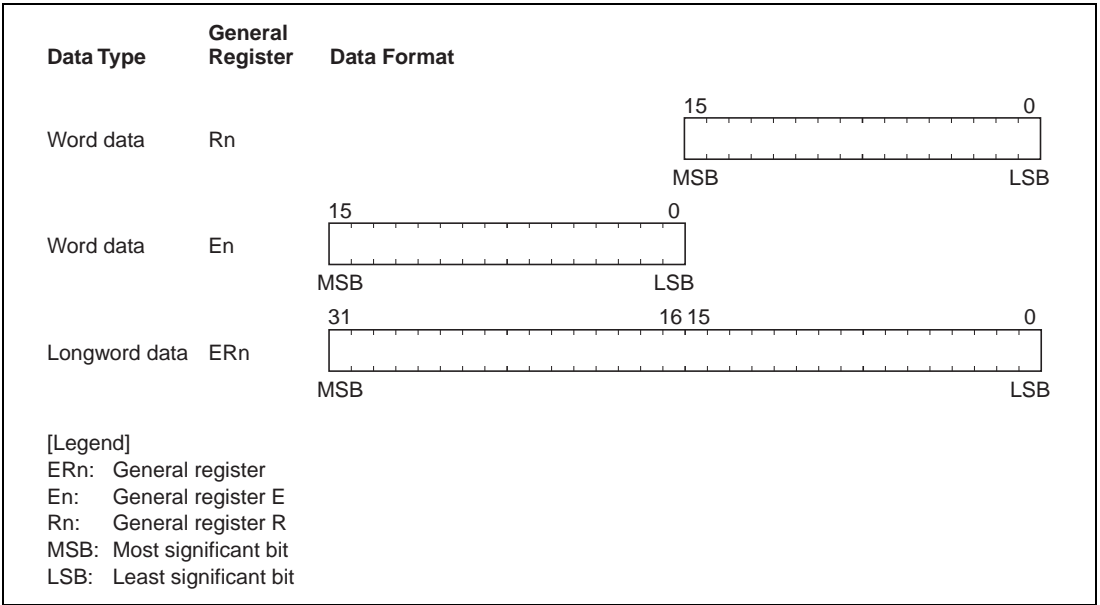 Data Type General Register Data Format
15 0
Word data Rn
MSB LSB
15 0
Word data En
MSB LSB
31 16 15 0
Longword data ERn
MSB LSB
[Legend]
ERn: General register
En: General register E
Rn: General register R
MSB: Most significant bit
LSB: Least significant bit